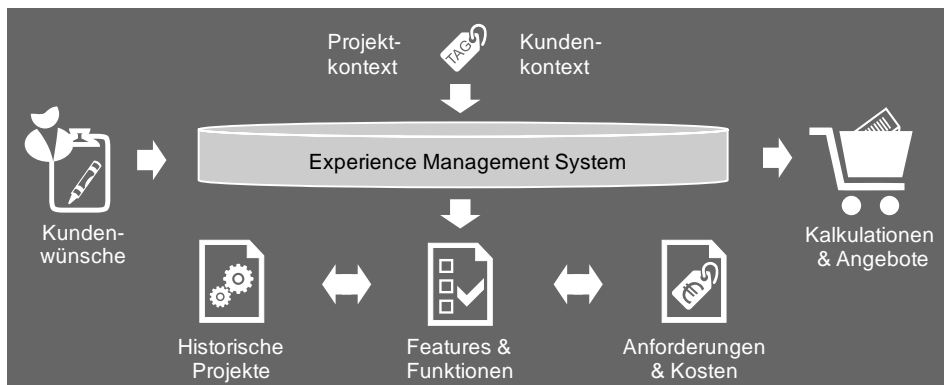 Projekt-
kontext
TAG
Kunden-
kontext
Experience Management System
Kunden-
wünsche
Kalkulationen
& Angebote
Historische
Projekte
Features &
Funktionen
€
Anforderungen
& Kosten